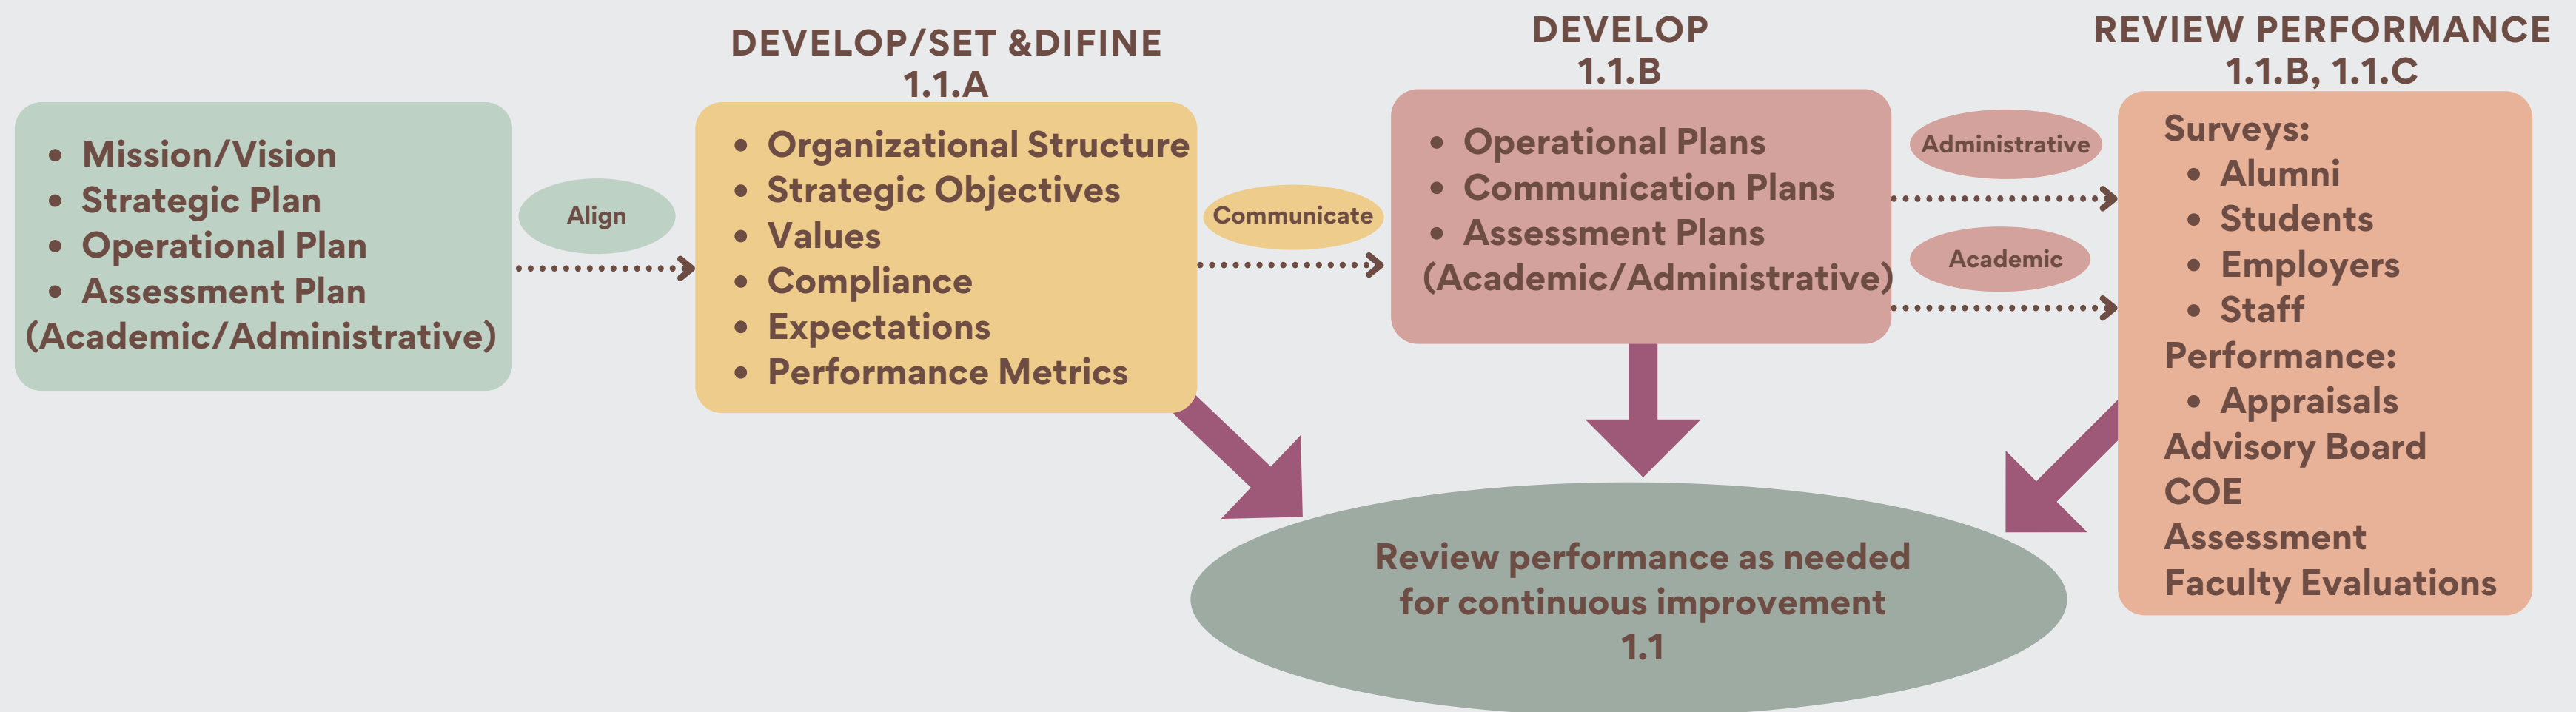 • Mission/Vision
• Strategic Plan
• Operational Plan
• Assessment Plan
(Academic/Administrative)
Align
DEVELOP/SET &DIFINE
1.1.A
• Organizational Structure
• Strategic Objectives
• Values
• Compliance
• Expectations
• Performance Metrics
Communicate
DEVELOP
1.1.B
• Operational Plans
• Communication Plans
• Assessment Plans
(Academic/Administrative)
Administrative
Academic
REVIEW PERFORMANCE
1.1.B, 1.1.C
Surveys:
• Alumni
• Students
• Employers
• Staff
Performance:
• Appraisals
Advisory Board
COE
Assessment
Faculty Evaluations
Review performance as needed
for continuous improvement
1.1